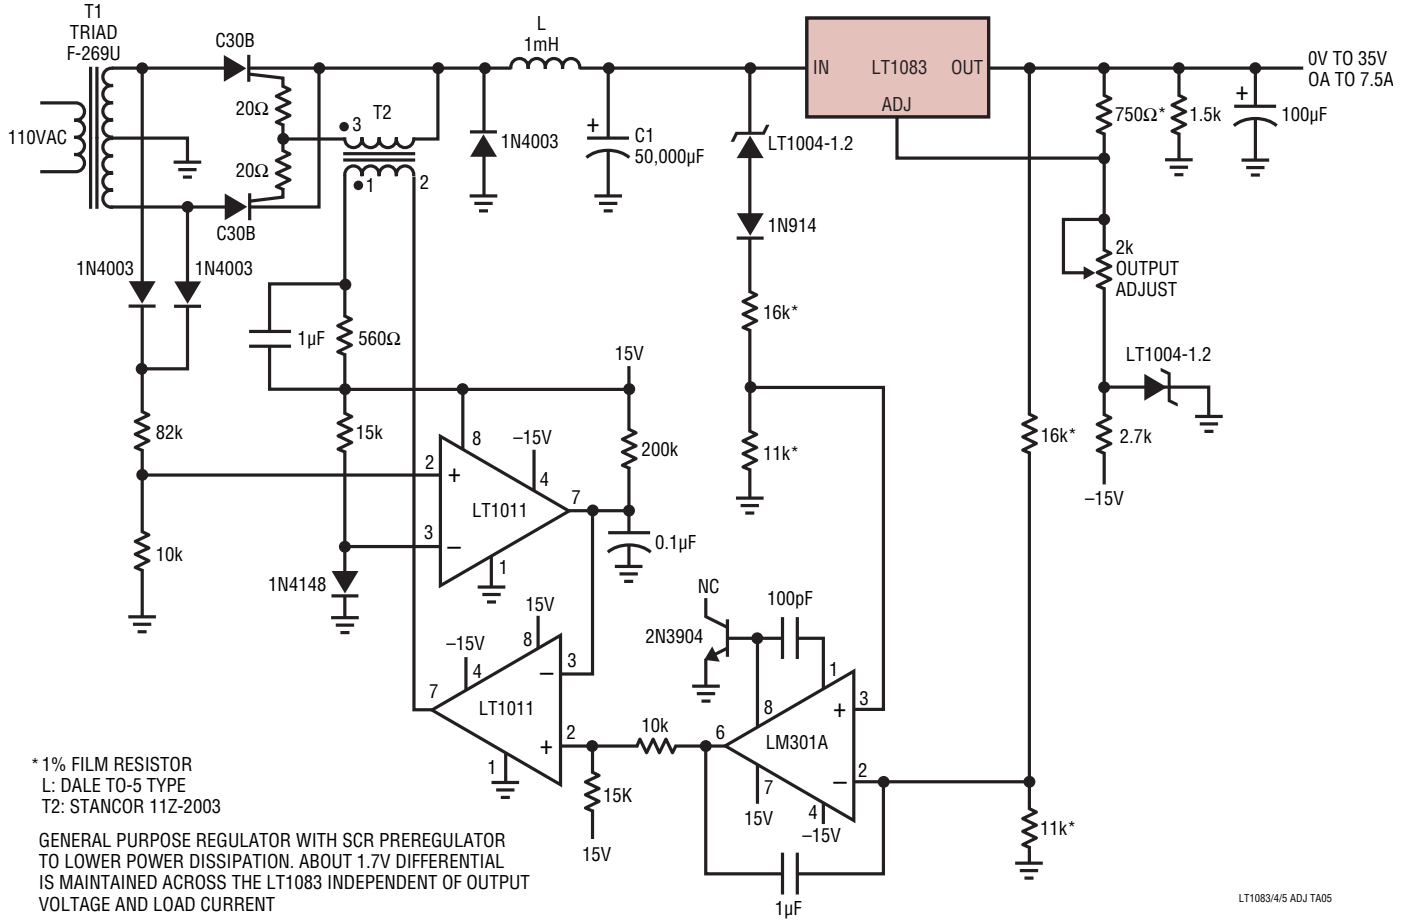 T1
TRIAD
F-269U
C30B
L
1mH
IN
LT1083
OUT
ADJ
0V TO 35V
OA TO 7.5A
110VAC
20Ω
20Ω
T2
3
1
2
1N4003
+
C1
50,000µF
LT1004-1.2
750Ω*
1.5k
+
100µF
C30B
1N914
2k
OUTPUT
ADJUST
1N4003
1N4003
1µF
560Ω
16k*
15V
LT1004-1.2
82k
15k
8
–15V
4
200k
11k*
16k*
2.7k
–15V
2
+
LT1011
7
3
–
1
0.1µF
10k
1N4148
15V
8
–15V
4
3
–
7
LT1011
2
+
1
NC
100pF
2N3904
1
8
+
3
10k
6
LM301A
–
2
7
15V
4
–15V
15K
15V
11k*
1µF
* 1% FILM RESISTOR
L: DALE TO-5 TYPE
T2: STANCOR 11Z-2003
GENERAL PURPOSE REGULATOR WITH SCR PREREGULATOR
TO LOWER POWER DISSIPATION. ABOUT 1.7V DIFFERENTIAL
IS MAINTAINED ACROSS THE LT1083 INDEPENDENT OF OUTPUT
VOLTAGE AND LOAD CURRENT
LT1083/4/5 ADJ TA05